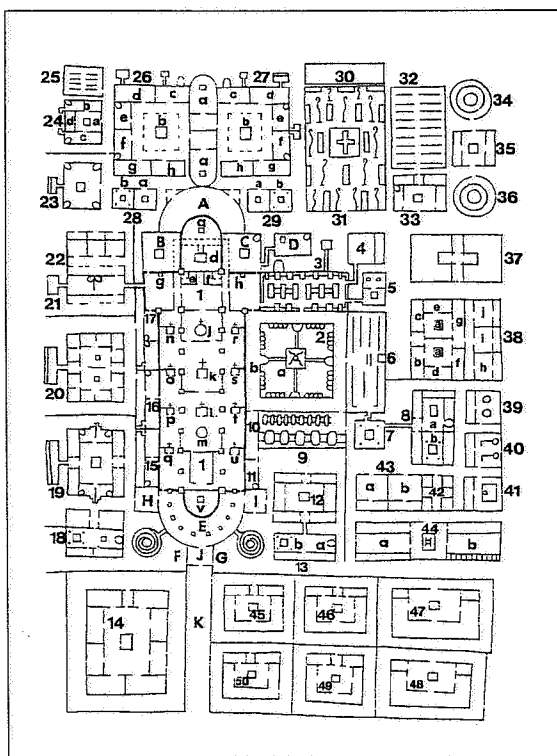 25 26 27 30 32
d c a c d
24 b d a c
e b b e
34
f f
35
g h a h g
31 33 36
23 b a a b
28 A 29
22 B a C D 4 37
d 3
21 g e f h 5
1
17 n l r 2 c e g j 38
a a
20 o k b s a 6 b d f h i
16 p t 10 8 39
m 9 7 a b 40
19 15 q 1 u 11 43 41
H v I 12 a b 42
E 44
18 F J G b a a b
13
14 K 45 46 47
50 49 48